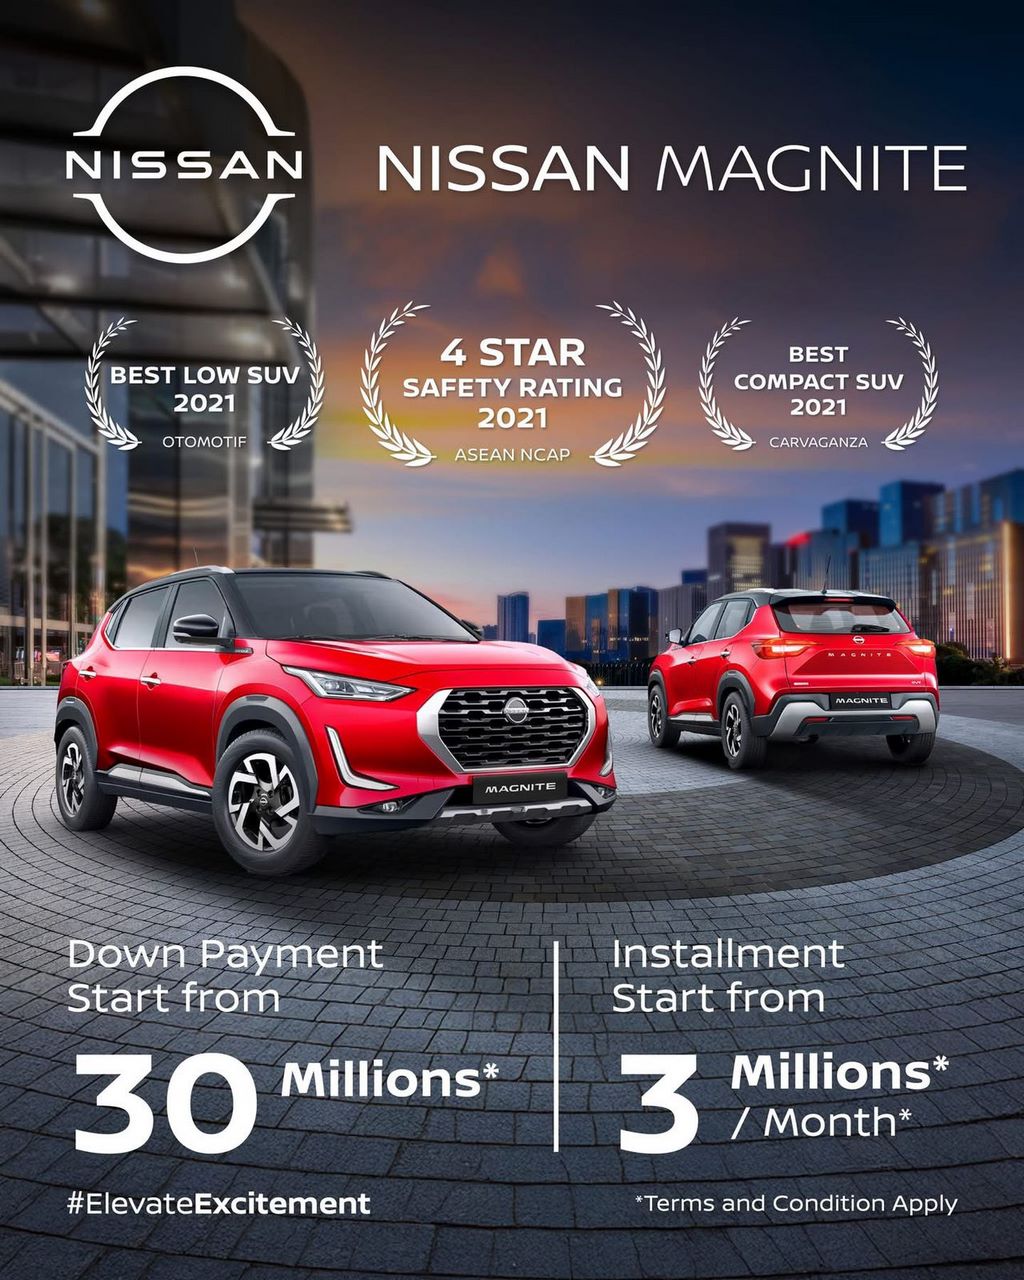 NISSAN
NISSAN MAGNITE
BEST LOW SUV
2021
OTOMOTIF
4 STAR
SAFETY RATING
2021
ASEAN NCAP
BEST
COMPACT SUV
2021
CARVAGANZA
MAGNITE
MAGNITE
MAGNITE
Down Payment
Start from
30 Millions*
Installment
Start from
3 Millions*
/ Month*
#ElevateExcitement
*Terms and Condition Apply